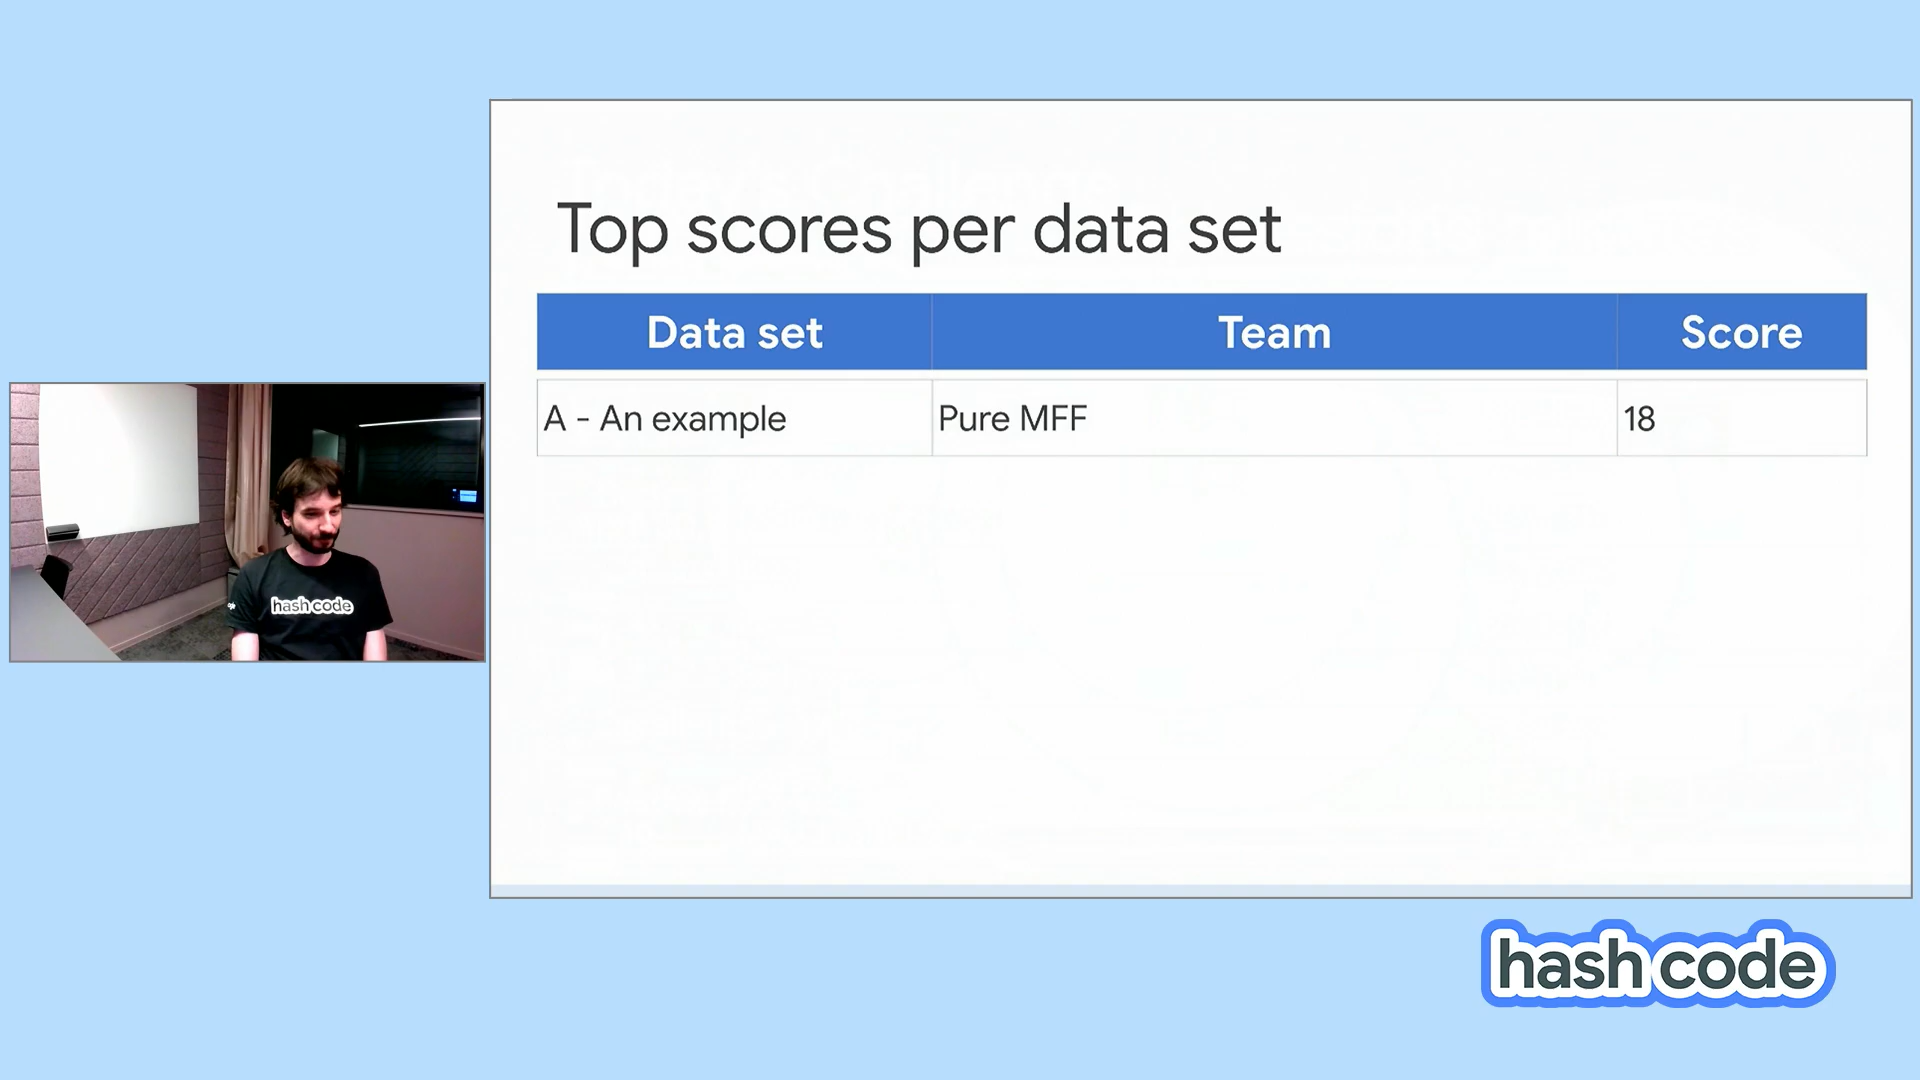 Top scores per data set
Data set Team Score
A - An example Pure MFF 18
hash code
hash code